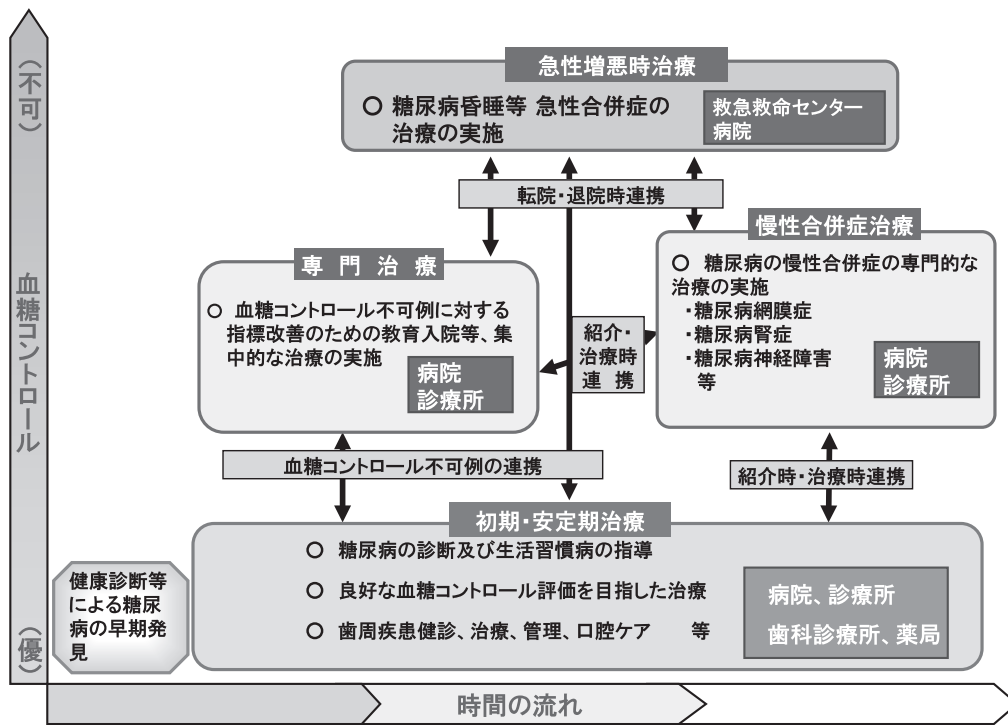 (不可)
血糖コントロール
(優)
急性増悪時治療
○ 糖尿病昏睡等 急性合併症の
治療の実施
救急救命センター
病院
転院・退院時連携
専門治療
○ 血糖コントロール不可例に対する
指標改善のための教育入院等、集
中的な治療の実施
病院
診療所
紹介・
治療時
連携
慢性合併症治療
○ 糖尿病の慢性合併症の専門的な
治療の実施
・糖尿病網膜症
・糖尿病腎症
・糖尿病神経障害
等
病院
診療所
血糖コントロール不可例の連携
紹介時・治療時連携
初期・安定期治療
○ 糖尿病の診断及び生活習慣病の指導
○ 良好な血糖コントロール評価を目指した治療
○ 歯周疾患健診、治療、管理、口腔ケア 等
病院、診療所
歯科診療所、薬局
健康診断等
による糖尿
病の早期発
見
時間の流れ